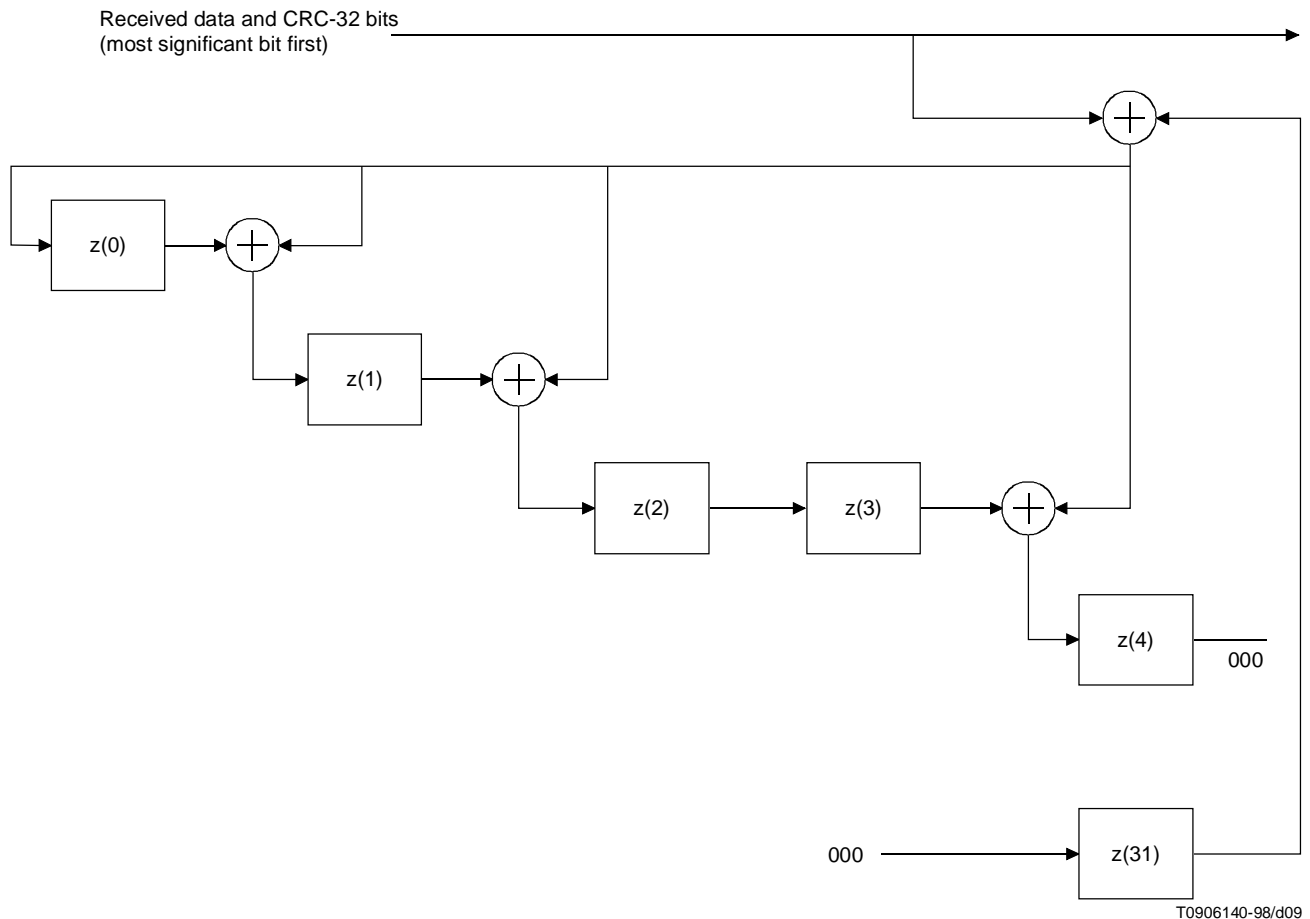 Received data and CRC-32 bits
(most significant bit first)
z(0)
z(1)
z(2)
z(3)
z(4)
000
000
z(31)
T0906140-98/d09